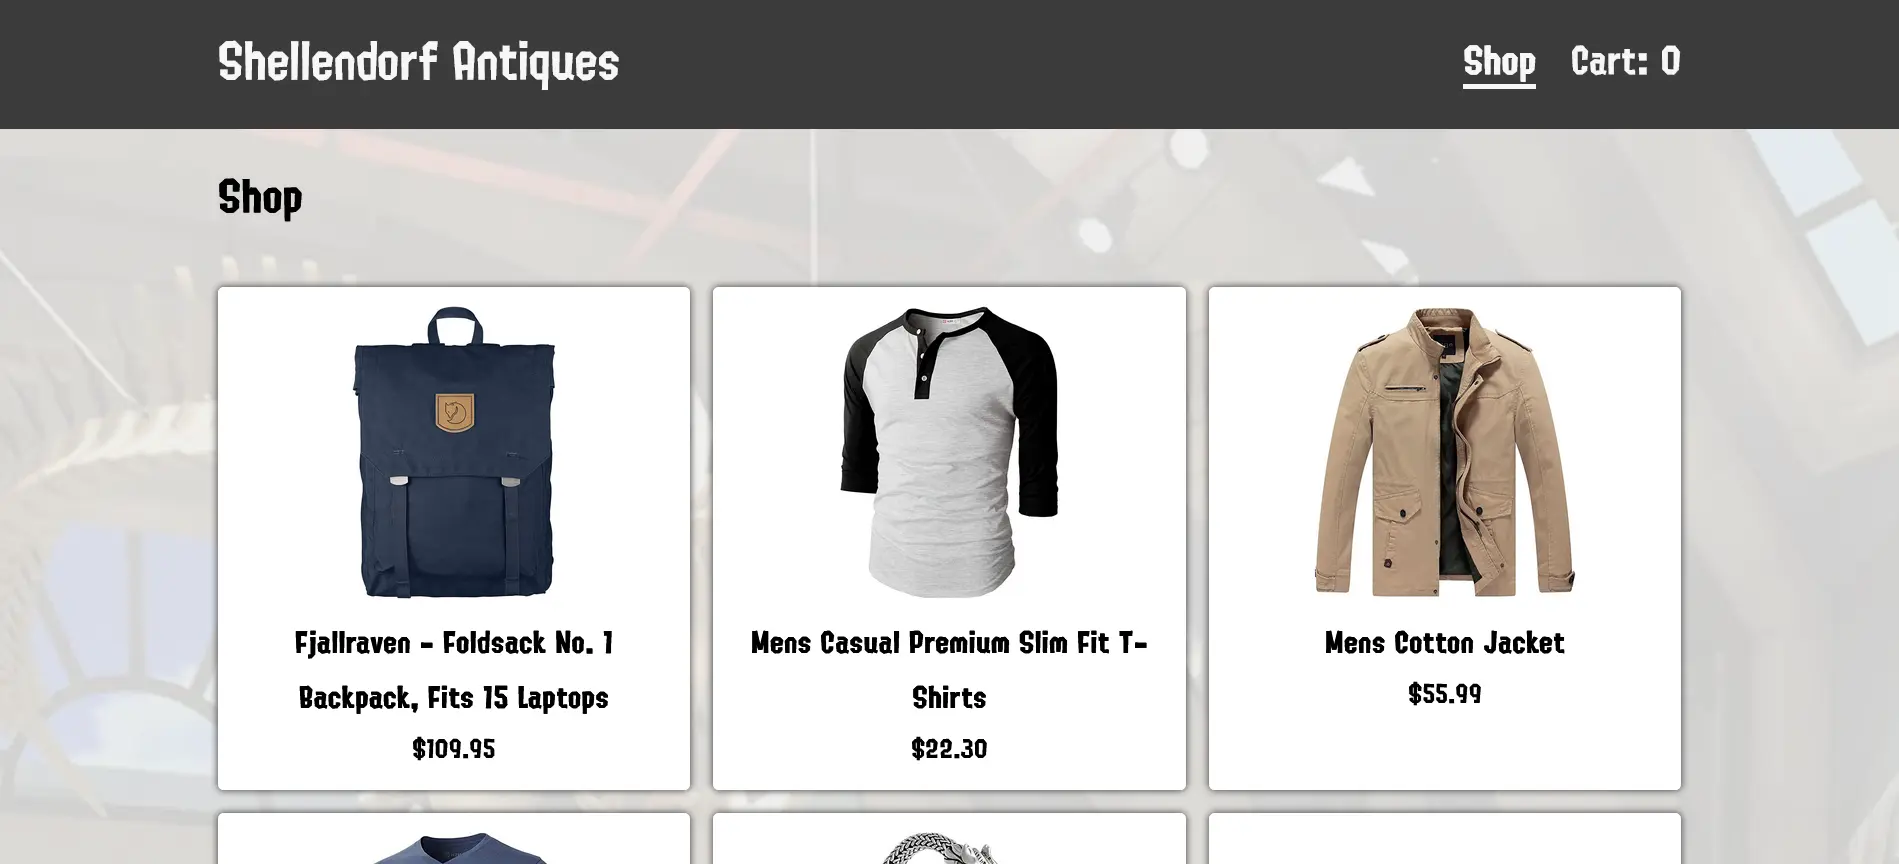 Shellendorf Antiques
Shop
Cart: 0
Shop
Fjallraven - Foldsack No. 1
Backpack, Fits 15 Laptops
$109.95
Mens Casual Premium Slim Fit T-
Shirts
$22.30
Mens Cotton Jacket
$55.99